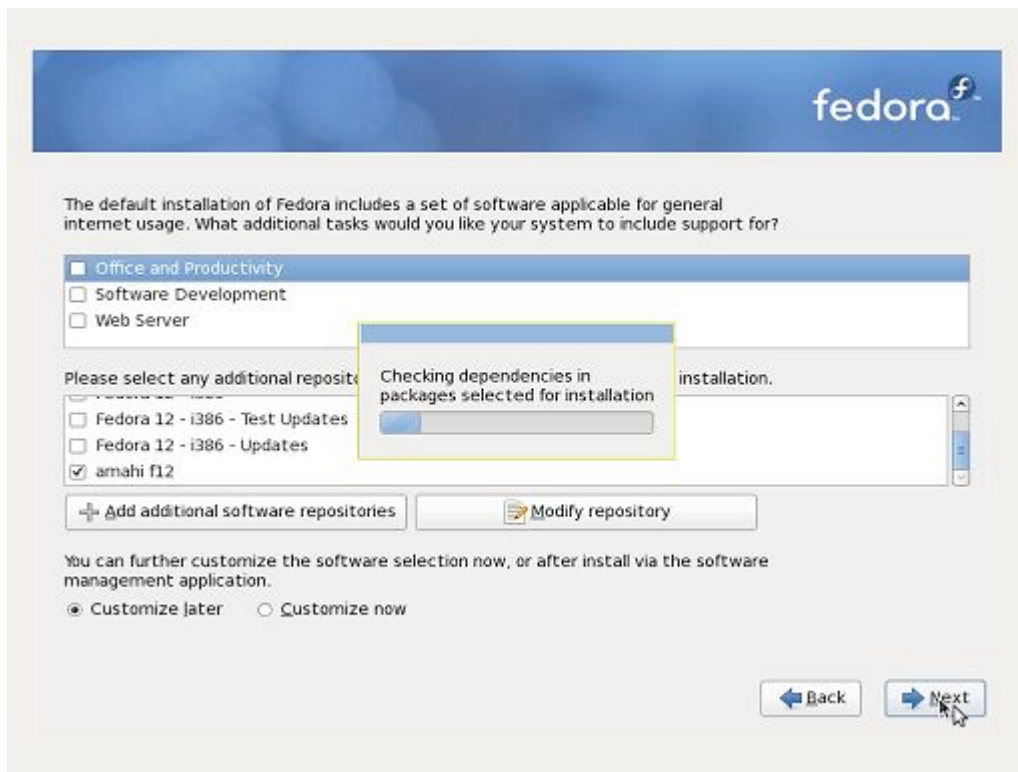 fedora
The default installation of Fedora includes a set of software applicable for general
internet usage. What additional tasks would you like your system to include support for?
Office and Productivity
Software Development
Web Server
Please select any additional
installation.
Checking dependencies in
packages selected for installation
Fedora 12 - i386 - Test Updates
Fedora 12 - i386 - Updates
amahi f12
Add additional software repositories
Modify repository
You can further customize the software selection now, or after install via the software
management application.
Customize later
Customize now
Back
Next